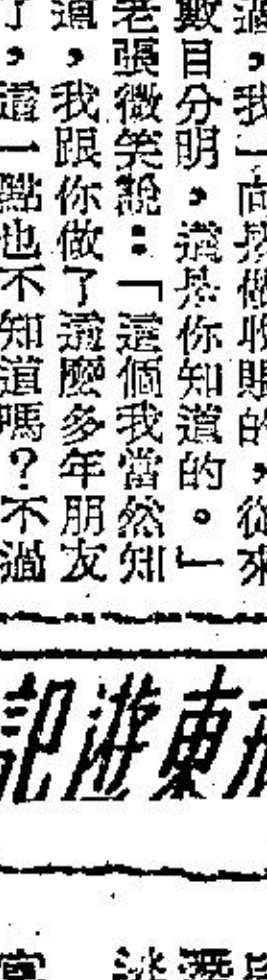 過，我一向是做收賬的，從來
數目分明，這是你知道的。」
老張微笑說：「這個我當然知
道，我跟你做了這麼多年朋友
了，這一點也不知道嗎？不過
東遊記